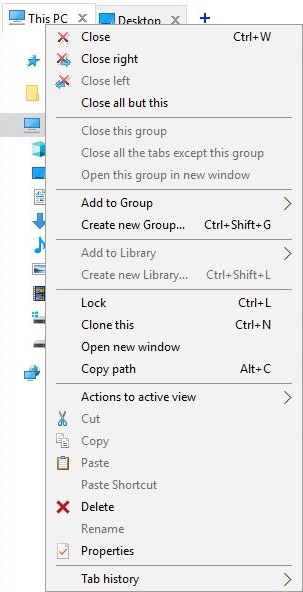 This PC
Desktop
Close Ctrl+W
Close right
Close left
Close all but this
Close this group
Close all the tabs except this group
Open this group in new window
Add to Group
Create new Group... Ctrl+Shift+G
Add to Library
Create new Library... Ctrl+Shift+L
Lock Ctrl+L
Clone this Ctrl+N
Open new window
Copy path Alt+C
Actions to active view
Cut
Copy
Paste
Paste Shortcut
Delete
Rename
Properties
Tab history